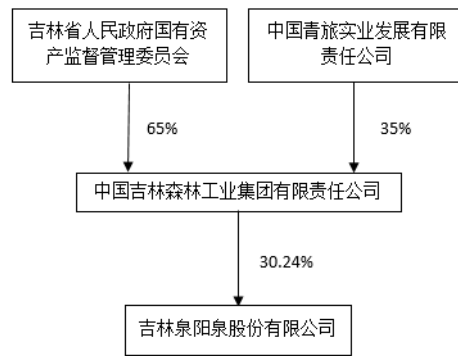 吉林省人民政府国有资
产监督管理委员会
中国青旅实业发展有限
责任公司
65%
35%
中国吉林森林工业集团有限责任公司
30.24%
吉林泉阳泉股份有限公司